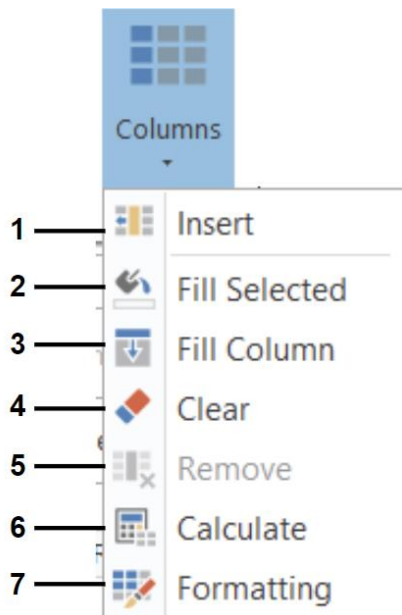 Columns
1 Insert
2 Fill Selected
3 Fill Column
4 Clear
5 Remove
6 Calculate
7 Formatting